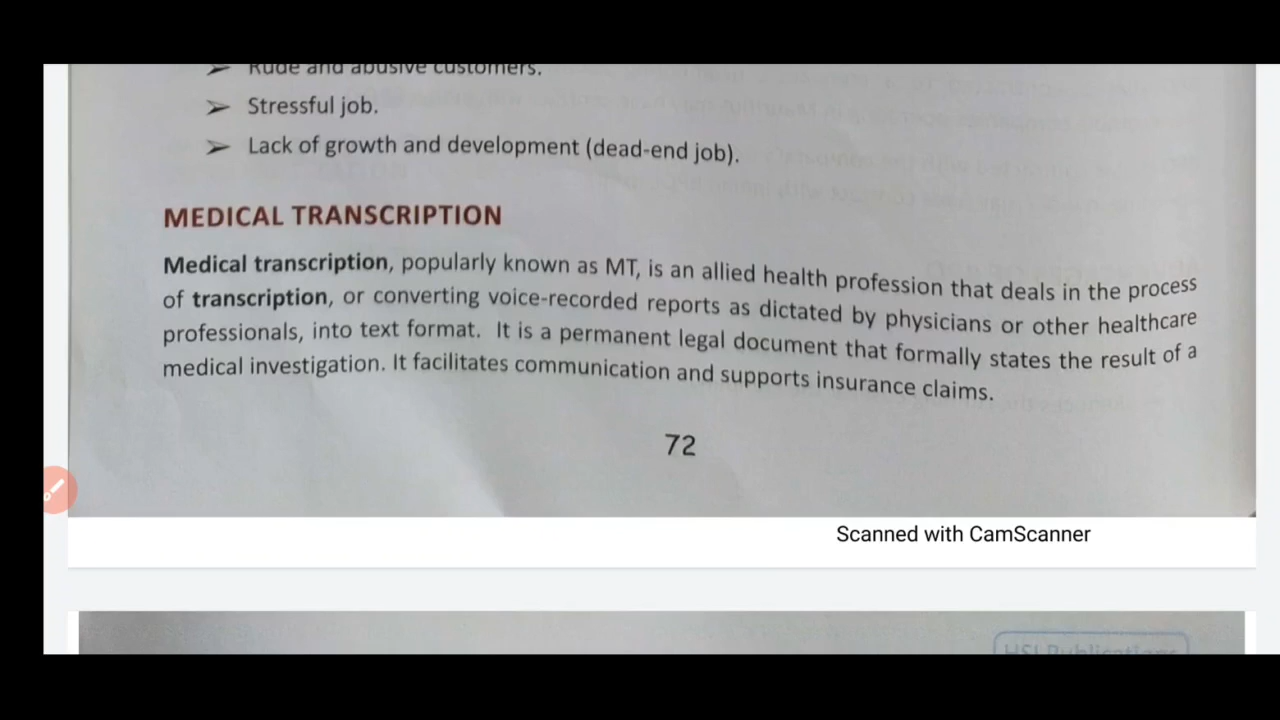 Rude and abusive customers.
➢ Stressful job.
➢ Lack of growth and development (dead-end job).
MEDICAL TRANSCRIPTION
Medical transcription, popularly known as MT, is an allied health profession that deals in the process
of transcription, or converting voice-recorded reports as dictated by physicians or other healthcare
professionals, into text format. It is a permanent legal document that formally states the result of a
medical investigation. It facilitates communication and supports insurance claims.
72
Scanned with CamScanner
HSI Publications